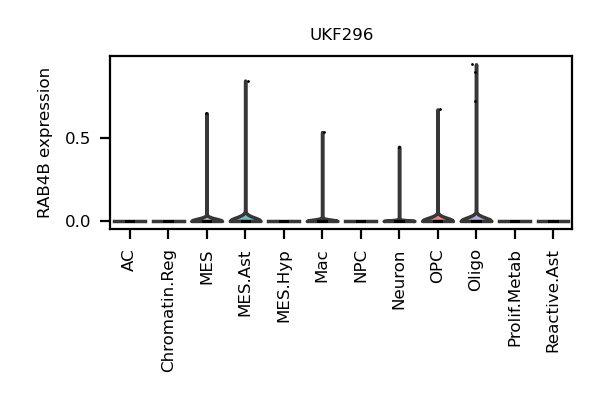 UKF296
RAB4B expression
0.5
0.0
AC
Chromatin.Reg
MES
MES.Ast
MES.Hyp
Mac
NPC
Neuron
OPC
Oligo
Prolif.Metab
Reactive.Ast